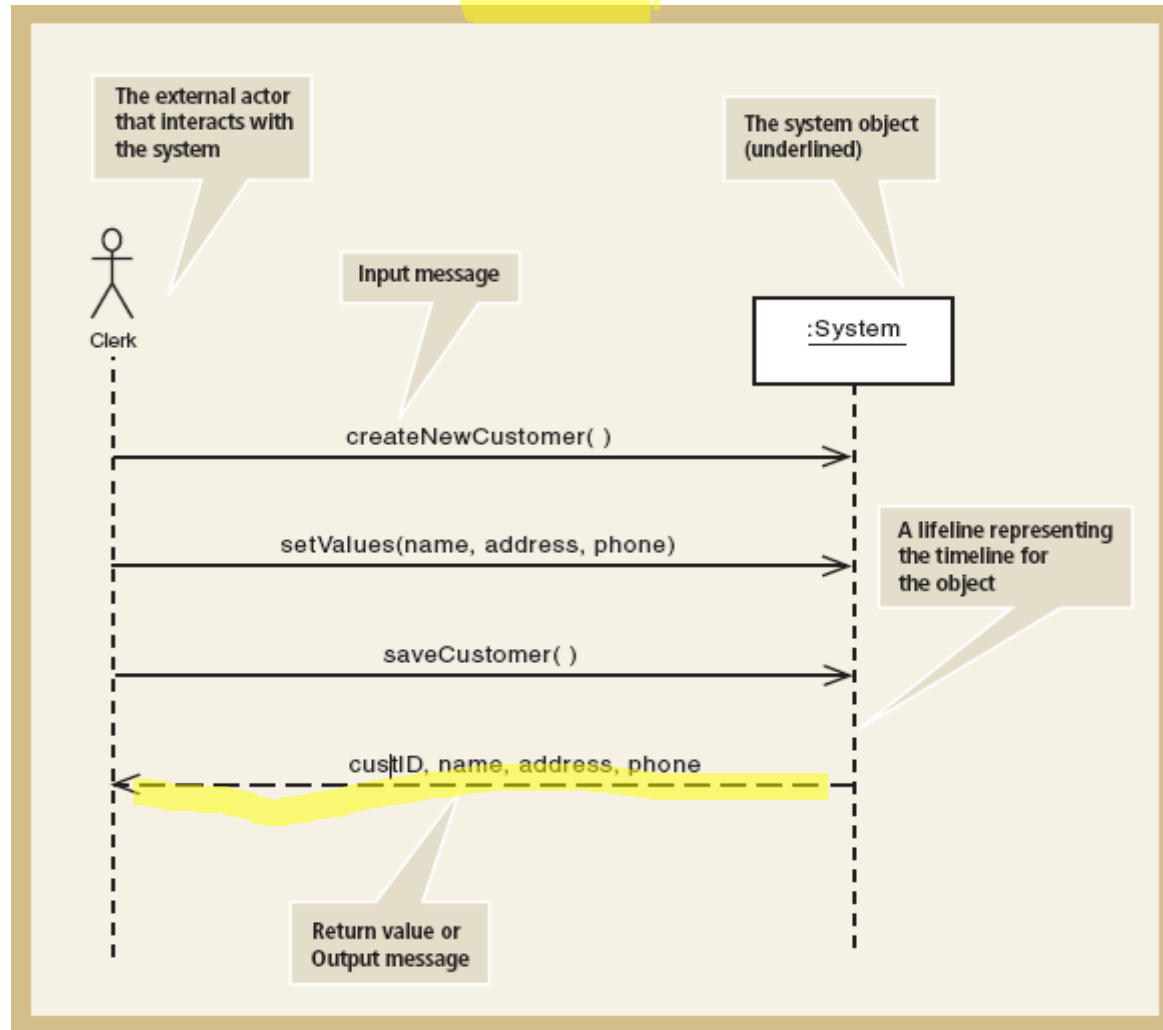 The external actor
that interacts with
the system
The system object
(underlined)
Input message
Clerk
:System
createNewCustomer( )
setValues(name, address, phone)
A lifeline representing
the timeline for
the object
saveCustomer( )
custID, name, address, phone
Return value or
Output message